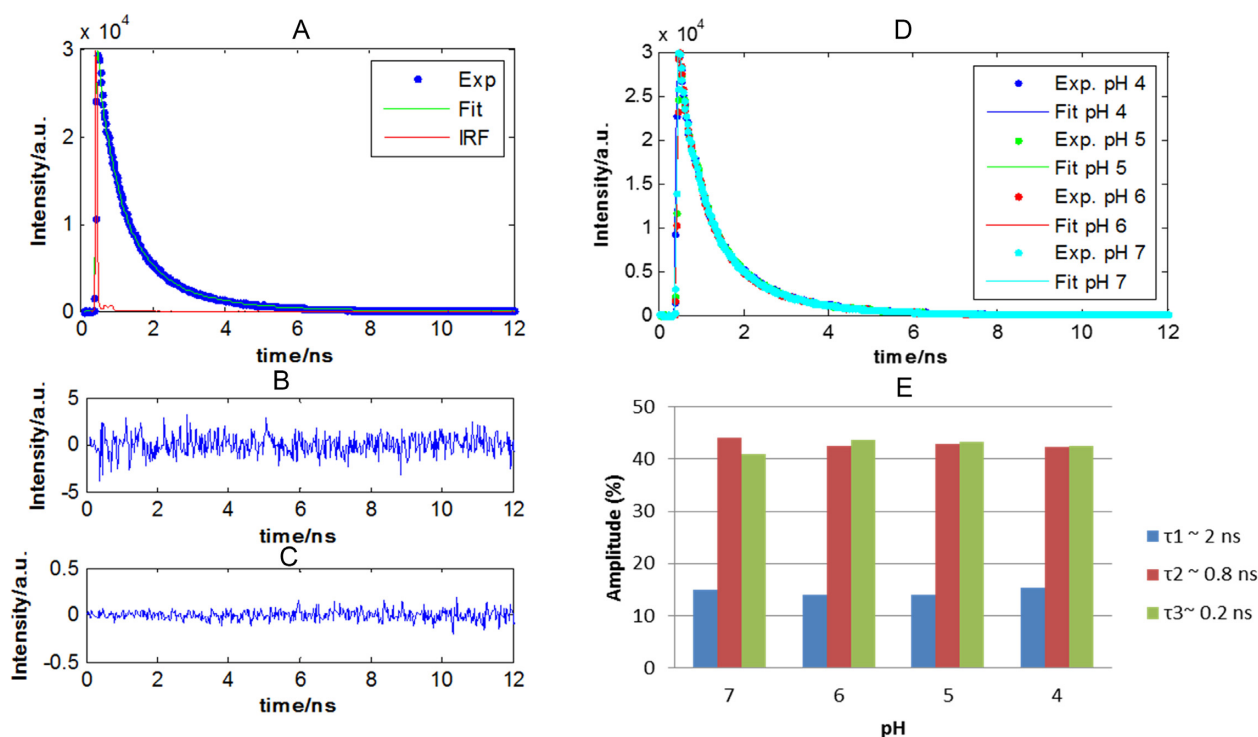 A
x 10⁴
3
2
1
0
Intensity/a.u.
Exp
Fit
IRF
0 2 4 6 8 10 12
time/ns
B
5
0
-5
Intensity/a.u.
0 2 4 6 8 10 12
time/ns
C
0.5
0
-0.5
Intensity/a.u.
0 2 4 6 8 10 12
time/ns
D
x 10⁴
3
2.5
2
1.5
1
0.5
0
Intensity/a.u.
Exp. pH 4
Fit pH 4
Exp. pH 5
Fit pH 5
Exp. pH 6
Fit pH 6
Exp. pH 7
Fit pH 7
0 2 4 6 8 10 12
time/ns
E
50
40
30
20
10
0
Amplitude (%)
7 6 5 4
pH
τ1 ~ 2 ns
τ2 ~ 0.8 ns
τ3~ 0.2 ns